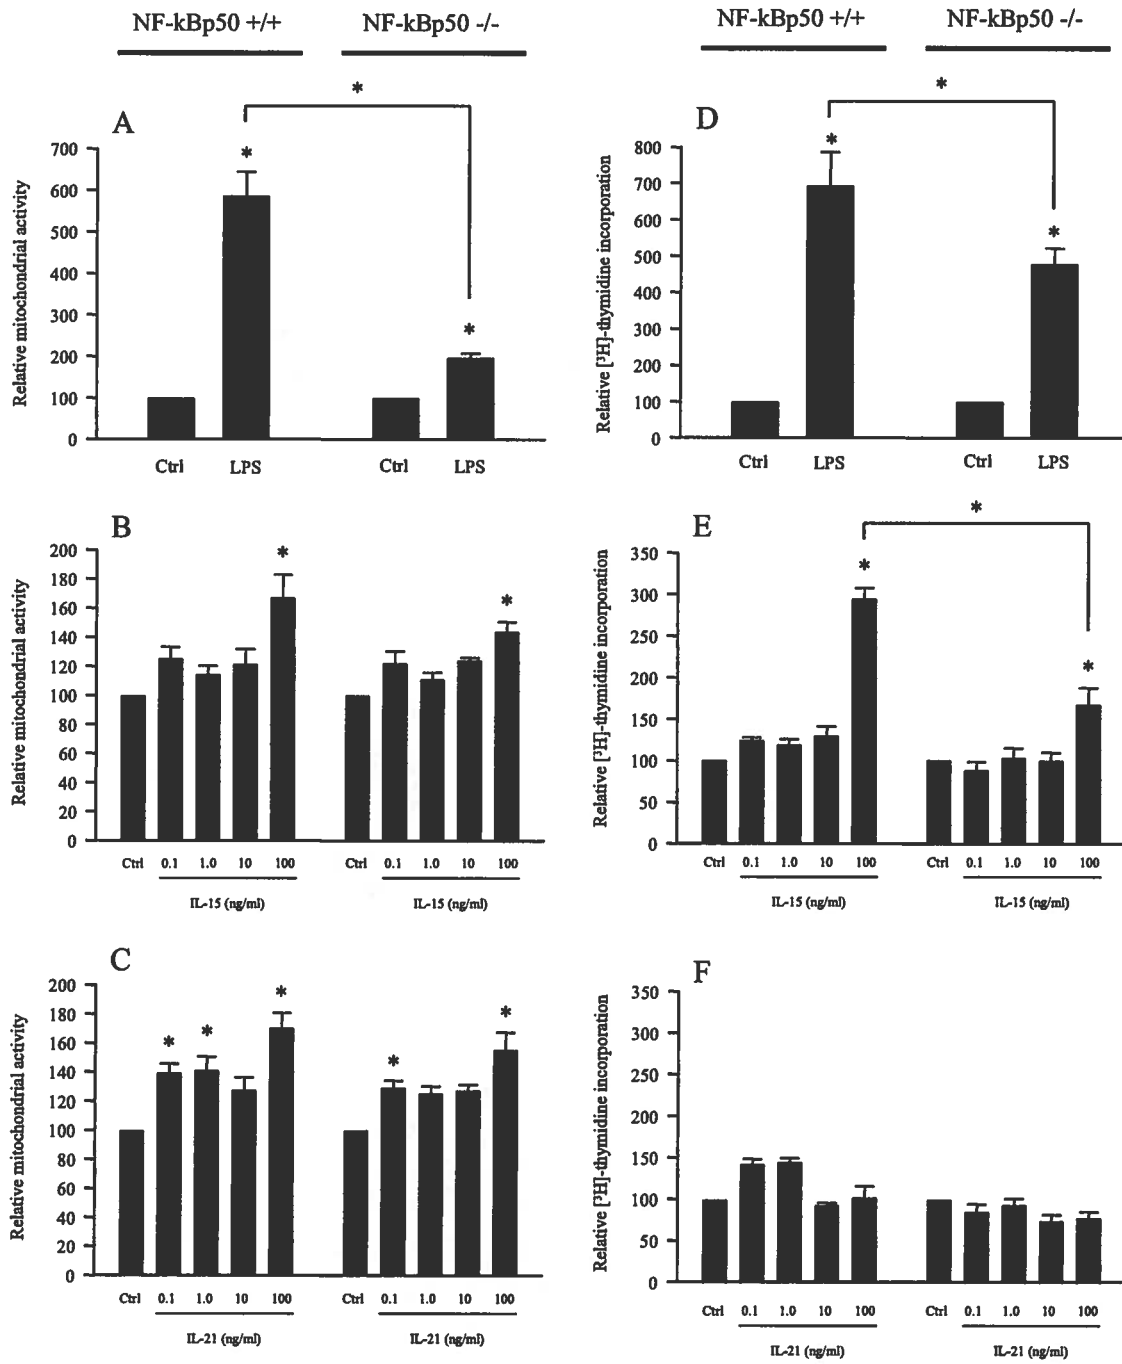 NF-kBp50 +/+ NF-kBp50 -/-
*
A
Relative mitochondrial activity
700
600
500
400
300
200
100
0
* *
Ctrl LPS Ctrl LPS
B
Relative mitochondrial activity
200
180
160
140
120
100
80
60
40
20
0
* *
Ctrl 0.1 1.0 10 100 Ctrl 0.1 1.0 10 100
IL-15 (ng/ml) IL-15 (ng/ml)
C
Relative mitochondrial activity
200
180
160
140
120
100
80
60
40
20
0
* * * * *
Ctrl 0.1 1.0 10 100 Ctrl 0.1 1.0 10 100
IL-21 (ng/ml) IL-21 (ng/ml)
NF-kBp50 +/+ NF-kBp50 -/-
*
D
Relative [³H]-thymidine incorporation
800
700
600
500
400
300
200
100
0
* *
Ctrl LPS Ctrl LPS
*
E
Relative [³H]-thymidine incorporation
350
300
250
200
150
100
50
0
* *
Ctrl 0.1 1.0 10 100 Ctrl 0.1 1.0 10 100
IL-15 (ng/ml) IL-15 (ng/ml)
F
Relative [³H]-thymidine incorporation
350
300
250
200
150
100
50
0
Ctrl 0.1 1.0 10 100 Ctrl 0.1 1.0 10 100
IL-21 (ng/ml) IL-21 (ng/ml)